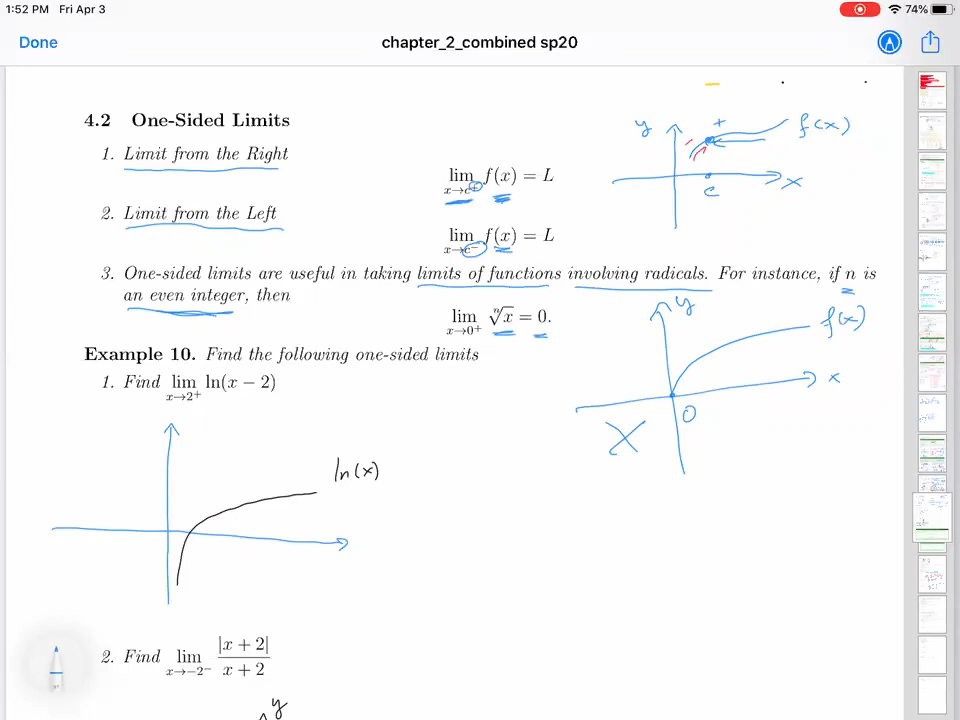 1:52 PM Fri Apr 3 74%
Done chapter_2_combined sp20
4.2 One-Sided Limits
1. Limit from the Right
lim x→c⁺ f(x) = L
2. Limit from the Left
lim x→c⁻ f(x) = L
y + f(x)
c x
3. One-sided limits are useful in taking limits of functions involving radicals. For instance, if n is
an even integer, then
lim x→0⁺ ⁿ√x = 0.
y f(x)
x
0
X
Example 10. Find the following one-sided limits
1. Find lim x→2⁺ ln(x − 2)
ln(x)
2. Find lim x→−2⁻ |x + 2| / x + 2
y